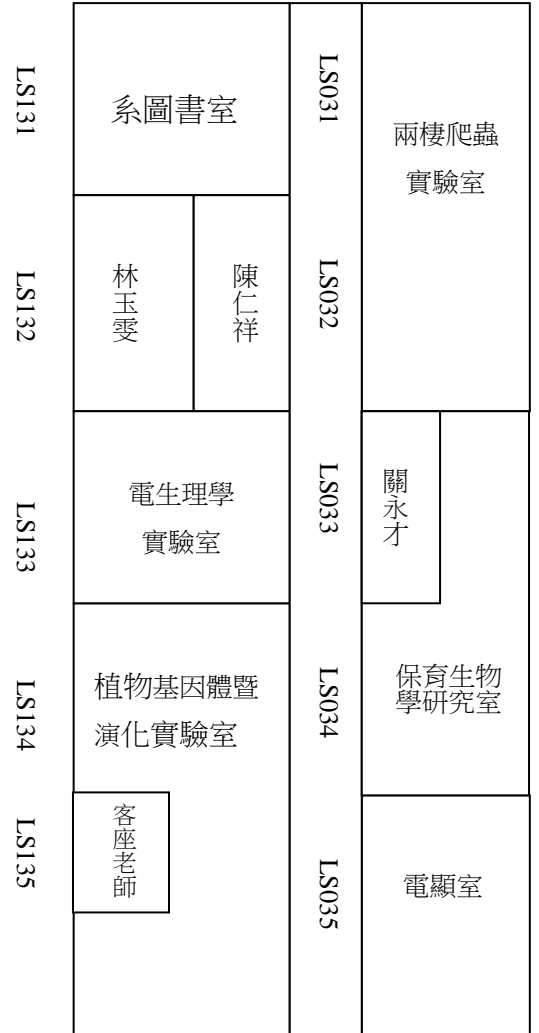 LS131
系圖書室
LS031
兩棲爬蟲
實驗室
LS132
林玉雯
陳仁祥
LS032
LS133
電生理學
實驗室
LS033
關永才
LS134
植物基因體暨
演化實驗室
LS034
保育生物
學研究室
LS135
客座老師
LS035
電顯室